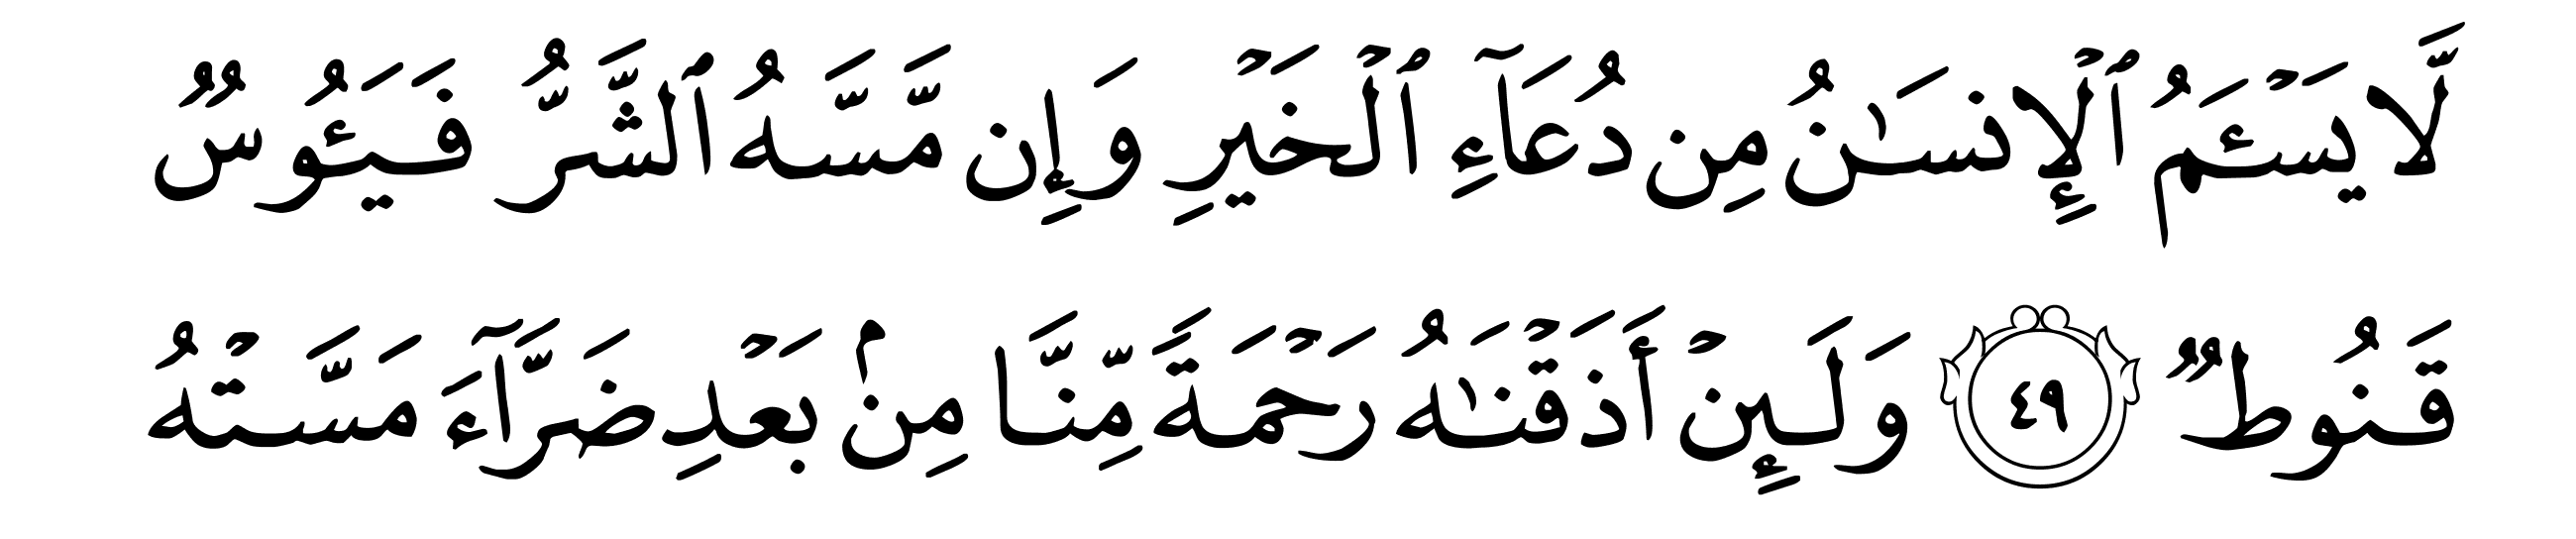 لَّا يَسۡـَٔمُ ٱلۡإِنسَـٰنُ مِن دُعَآءِ ٱلۡخَيۡرِ وَإِن مَّسَّهُ ٱلشَّرُّ فَيَـُٔوسٌ
قَنُوطٌ ٤٩ وَلَئِنۡ أَذَقۡنَـٰهُ رَحۡمَةً مِّنَّا مِنۢ بَعۡدِ ضَرَّآءَ مَسَّتۡهُ